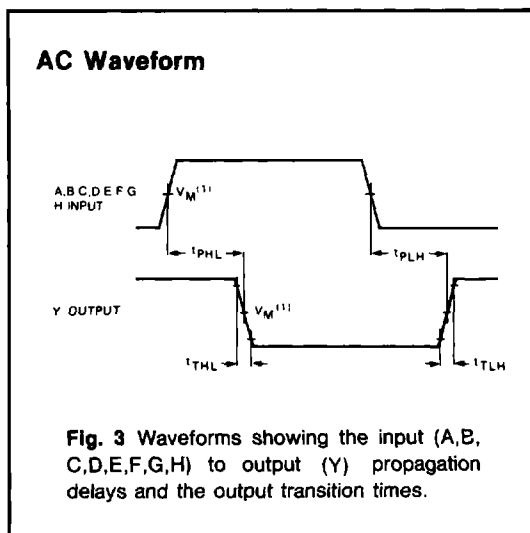 AC Waveform
A,B C,D E F G
H INPUT
VM(1)
tPHL
tPLH
Y OUTPUT
VM(1)
tTHL
tTLH
Fig. 3 Waveforms showing the input (A,B,
C,D,E,F,G,H) to output (Y) propagation
delays and the output transition times.